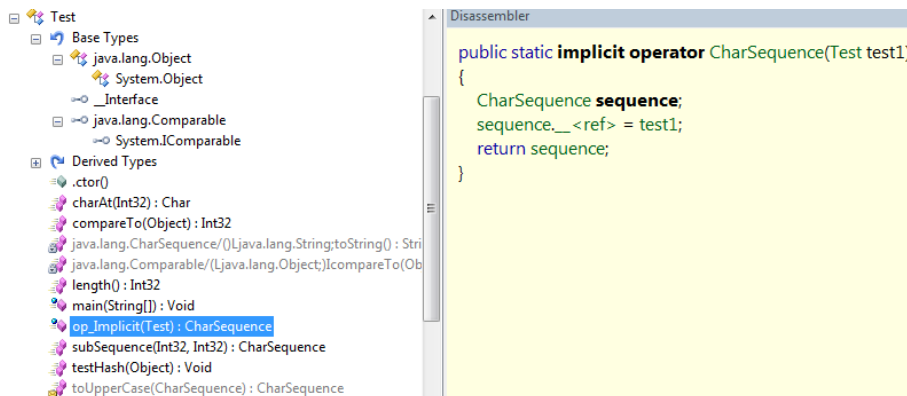 Test
Base Types
java.lang.Object
System.Object
__Interface
java.lang.Comparable
System.IComparable
Derived Types
.ctor()
charAt(Int32) : Char
compareTo(Object) : Int32
java.lang.CharSequence/()Ljava.lang.String;toString() : Stri
java.lang.Comparable/(Ljava.lang.Object;)IcompareTo(Ob
length() : Int32
main(String[]) : Void
op_Implicit(Test) : CharSequence
subSequence(Int32, Int32) : CharSequence
testHash(Object) : Void
toUpperCase(CharSequence) : CharSequence
Disassembler
public static implicit operator CharSequence(Test test1)
{
CharSequence sequence;
sequence.__<ref> = test1;
return sequence;
}